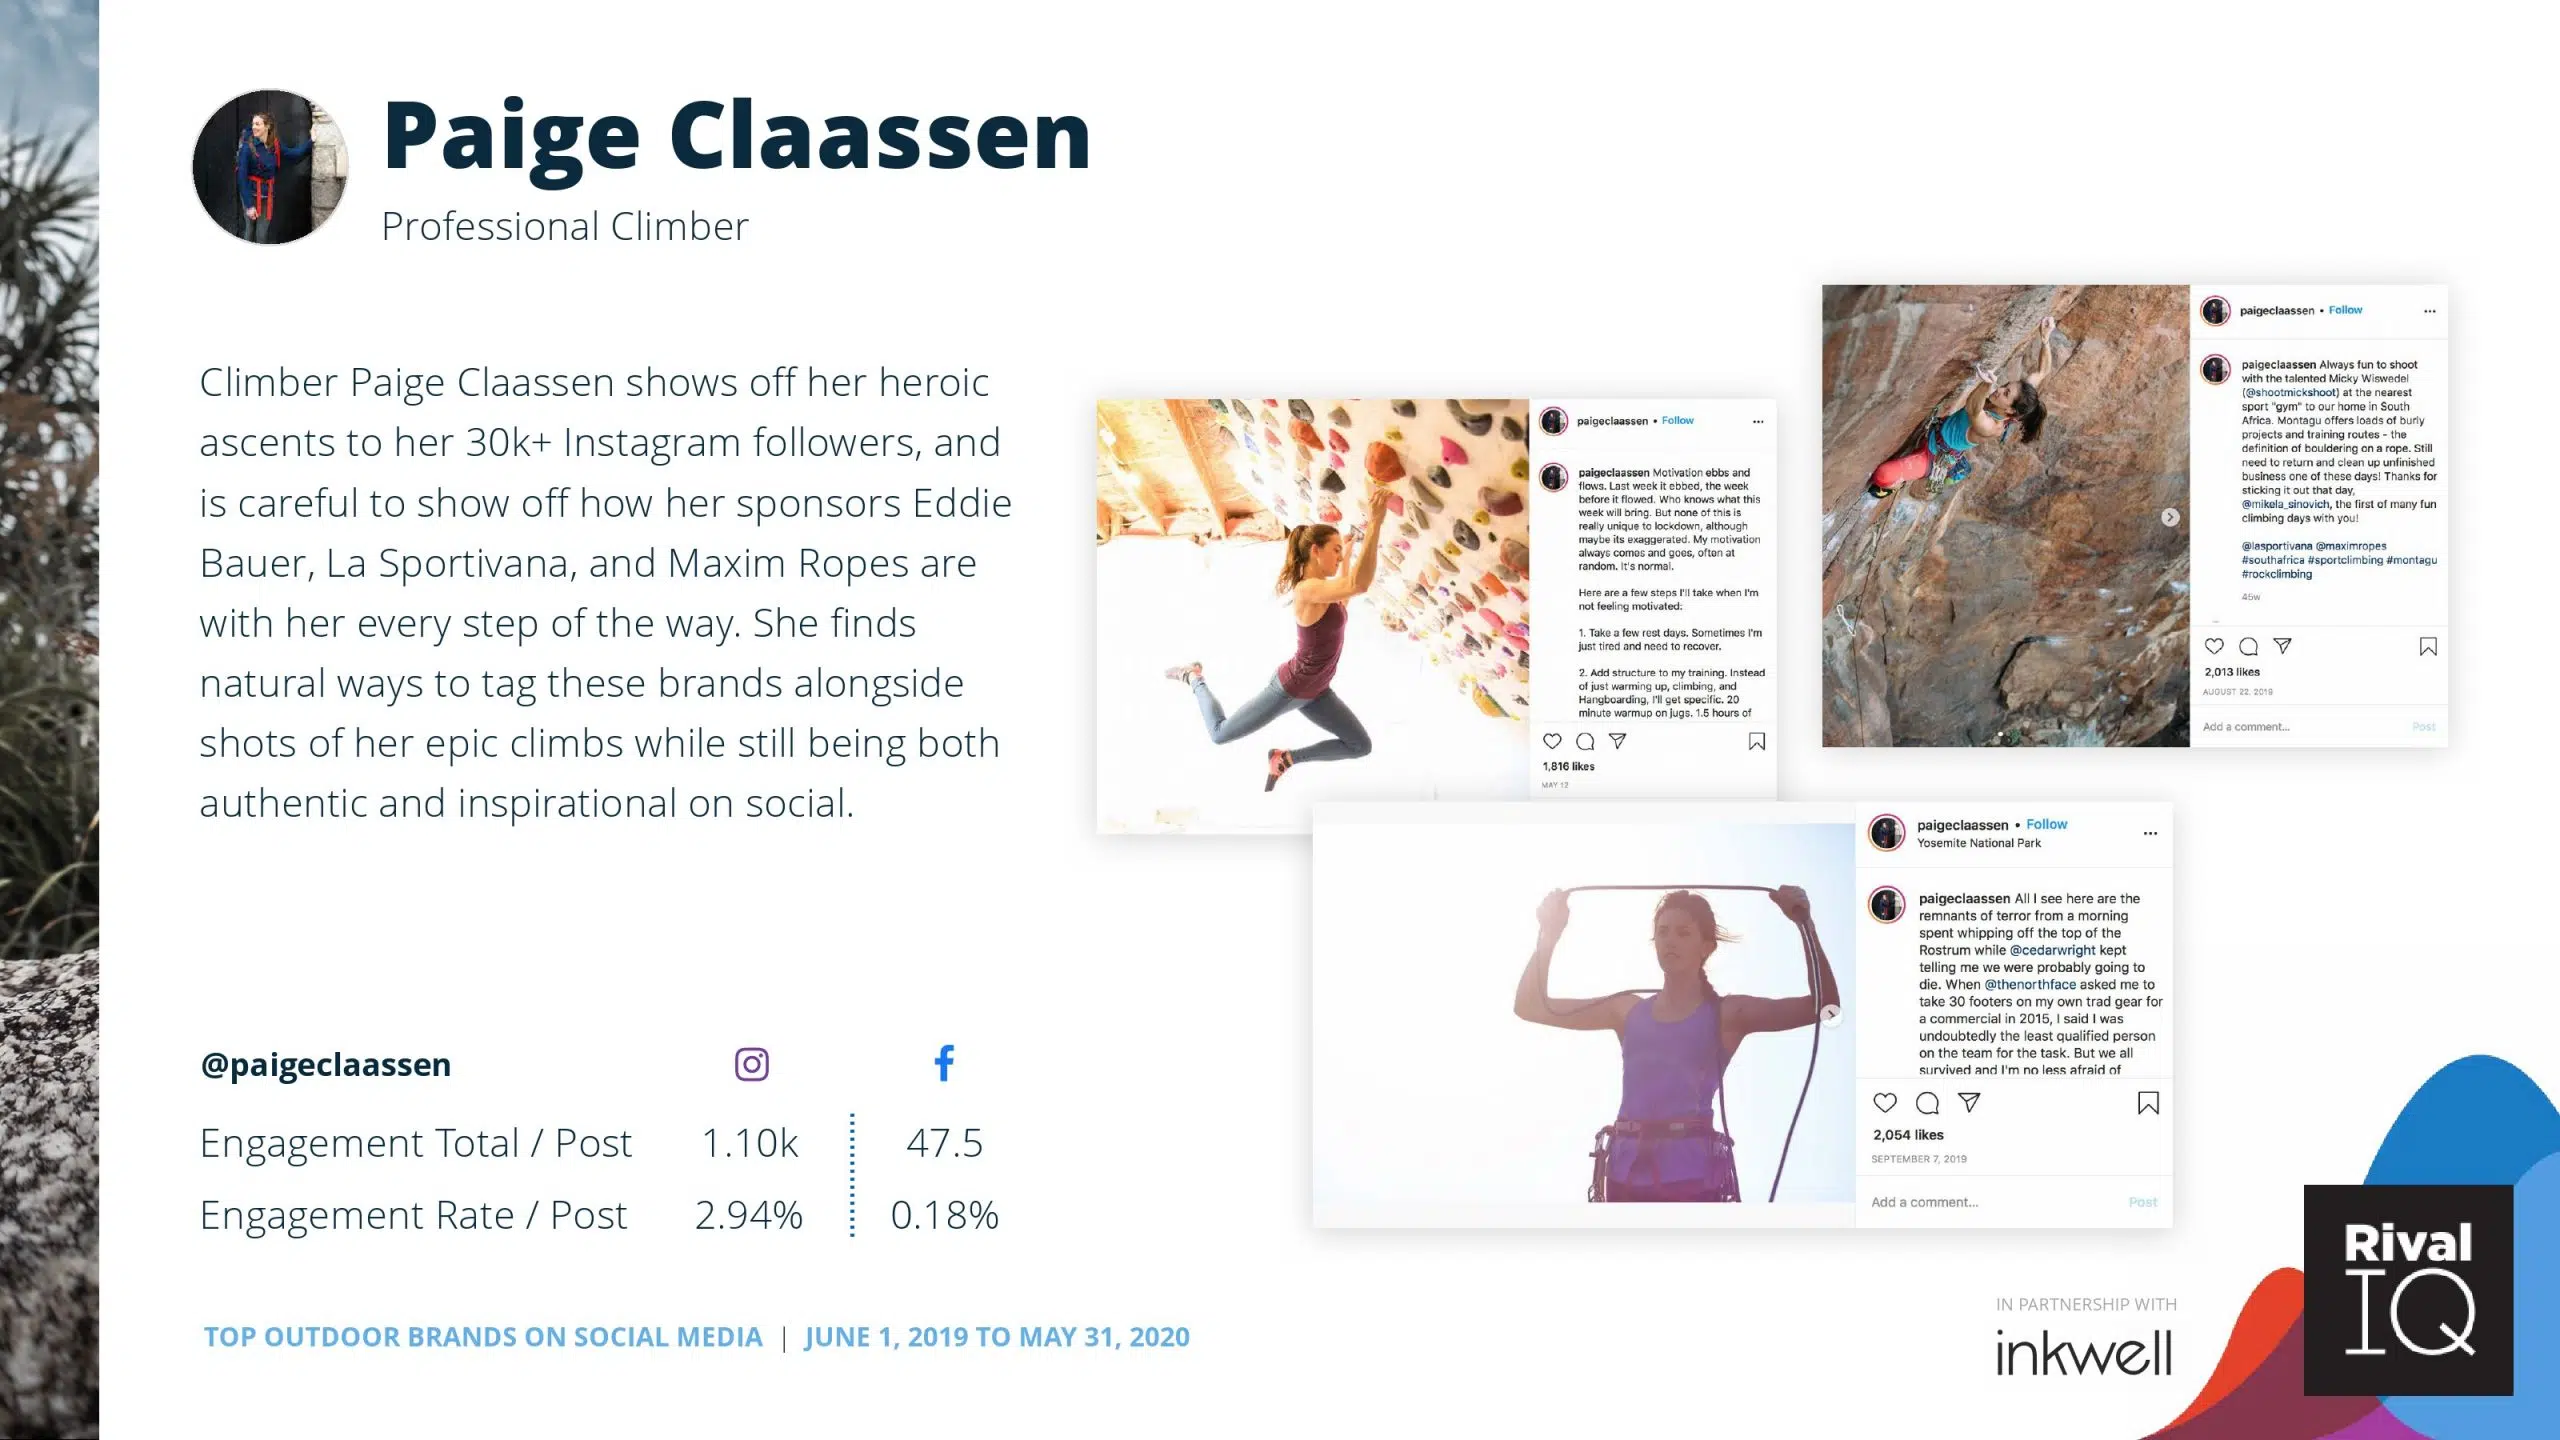 Paige Claassen
Professional Climber
Climber Paige Claassen shows off her heroic
ascents to her 30k+ Instagram followers, and
is careful to show off how her sponsors Eddie
Bauer, La Sportivana, and Maxim Ropes are
with her every step of the way. She finds
natural ways to tag these brands alongside
shots of her epic climbs while still being both
authentic and inspirational on social.
@paigeclaassen
Engagement Total / Post 1.10k 47.5
Engagement Rate / Post 2.94% 0.18%
TOP OUTDOOR BRANDS ON SOCIAL MEDIA | JUNE 1, 2019 TO MAY 31, 2020
paigeclaassen • Follow
paigeclaassen Motivation ebbs and
flows. Last week it ebbed, the week
before it flowed. Who knows what this
week will bring. But none of this is
really unique to lockdown, although
maybe its exaggerated. My motivation
always comes and goes, often at
random. It's normal.
Here are a few steps I'll take when I'm
not feeling motivated:
1. Take a few rest days. Sometimes I'm
just tired and need to recover.
2. Add structure to my training. Instead
of just warming up, climbing, and
Hangboarding, I'll get specific. 20
minute warmup on jugs. 1.5 hours of
1,816 likes
MAY 12
paigeclaassen • Follow
paigeclaassen Always fun to shoot
with the talented Micky Wiswedel
(@shootmickshoot) at the nearest
sport "gym" to our home in South
Africa. Montagu offers loads of burly
projects and training routes - the
definition of bouldering on a rope. Still
need to return and clean up unfinished
business one of these days! Thanks for
sticking it out that day,
@mikela_sinovich, the first of many fun
climbing days with you!
@lasportivana @maximropes
#southafrica #sportclimbing #montagu
#rockclimbing
45w
2,013 likes
AUGUST 22, 2019
Add a comment... Post
paigeclaassen • Follow
Yosemite National Park
paigeclaassen All I see here are the
remnants of terror from a morning
spent whipping off the top of the
Rostrum while @cedarwright kept
telling me we were probably going to
die. When @thenorthface asked me to
take 30 footers on my own trad gear for
a commercial in 2015, I said I was
undoubtedly the least qualified person
on the team for the task. But we all
survived and I'm no less afraid of
2,054 likes
SEPTEMBER 7, 2019
Add a comment... Post
IN PARTNERSHIP WITH
inkwell
Rival
IQ